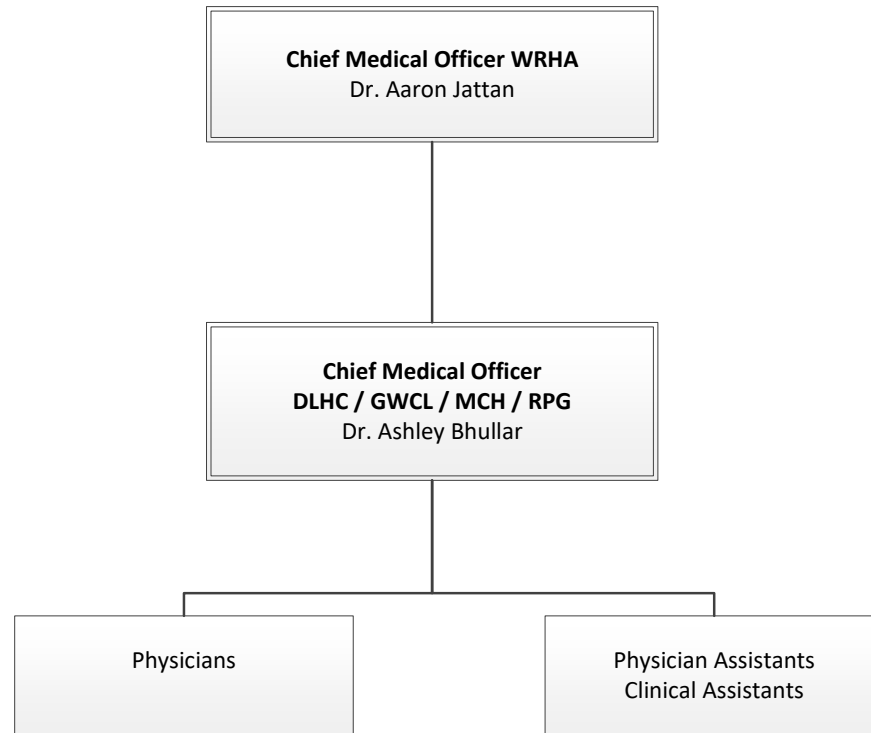 Chief Medical Officer WRHA
Dr. Aaron Jattan
Chief Medical Officer
DLHC / GWCL / MCH / RPG
Dr. Ashley Bhullar
Physicians
Physician Assistants
Clinical Assistants